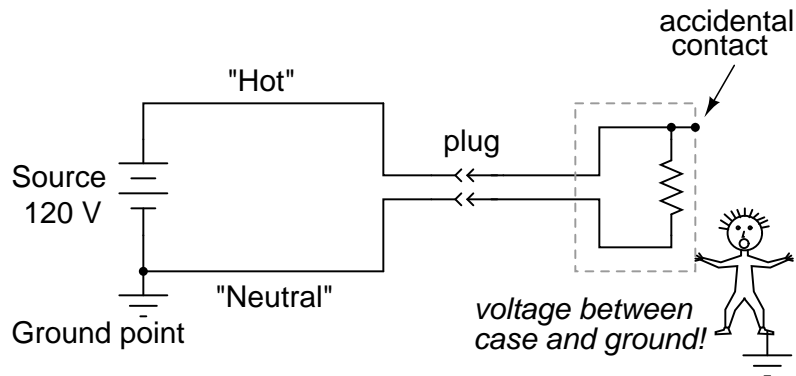 accidental
contact
"Hot"
plug
Source
120 V
"Neutral"
Ground point
voltage between
case and ground!